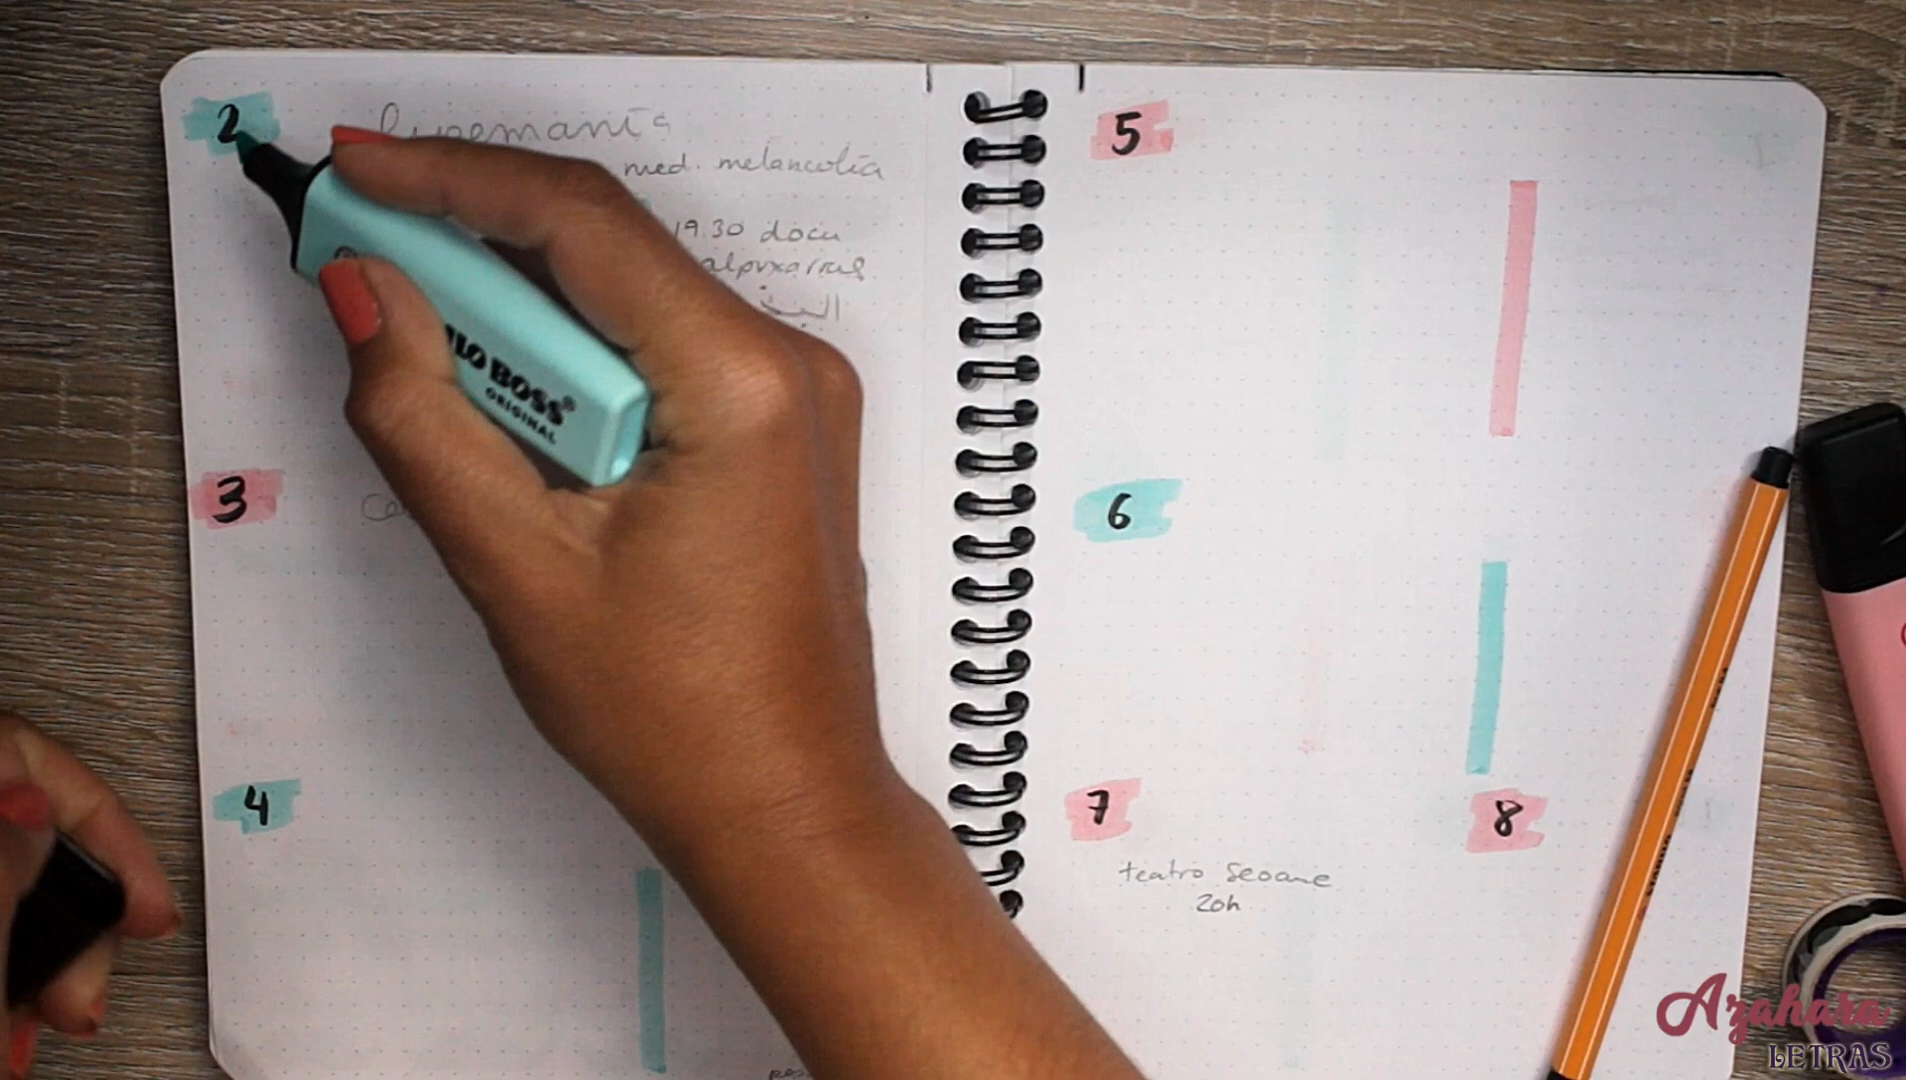 2
med. melancolía
19.30 docu
alpuxarras
3
4
5
6
7
8
teatro Seoane
20h
BOSS®
ORIGINAL
Azahara
LETRAS